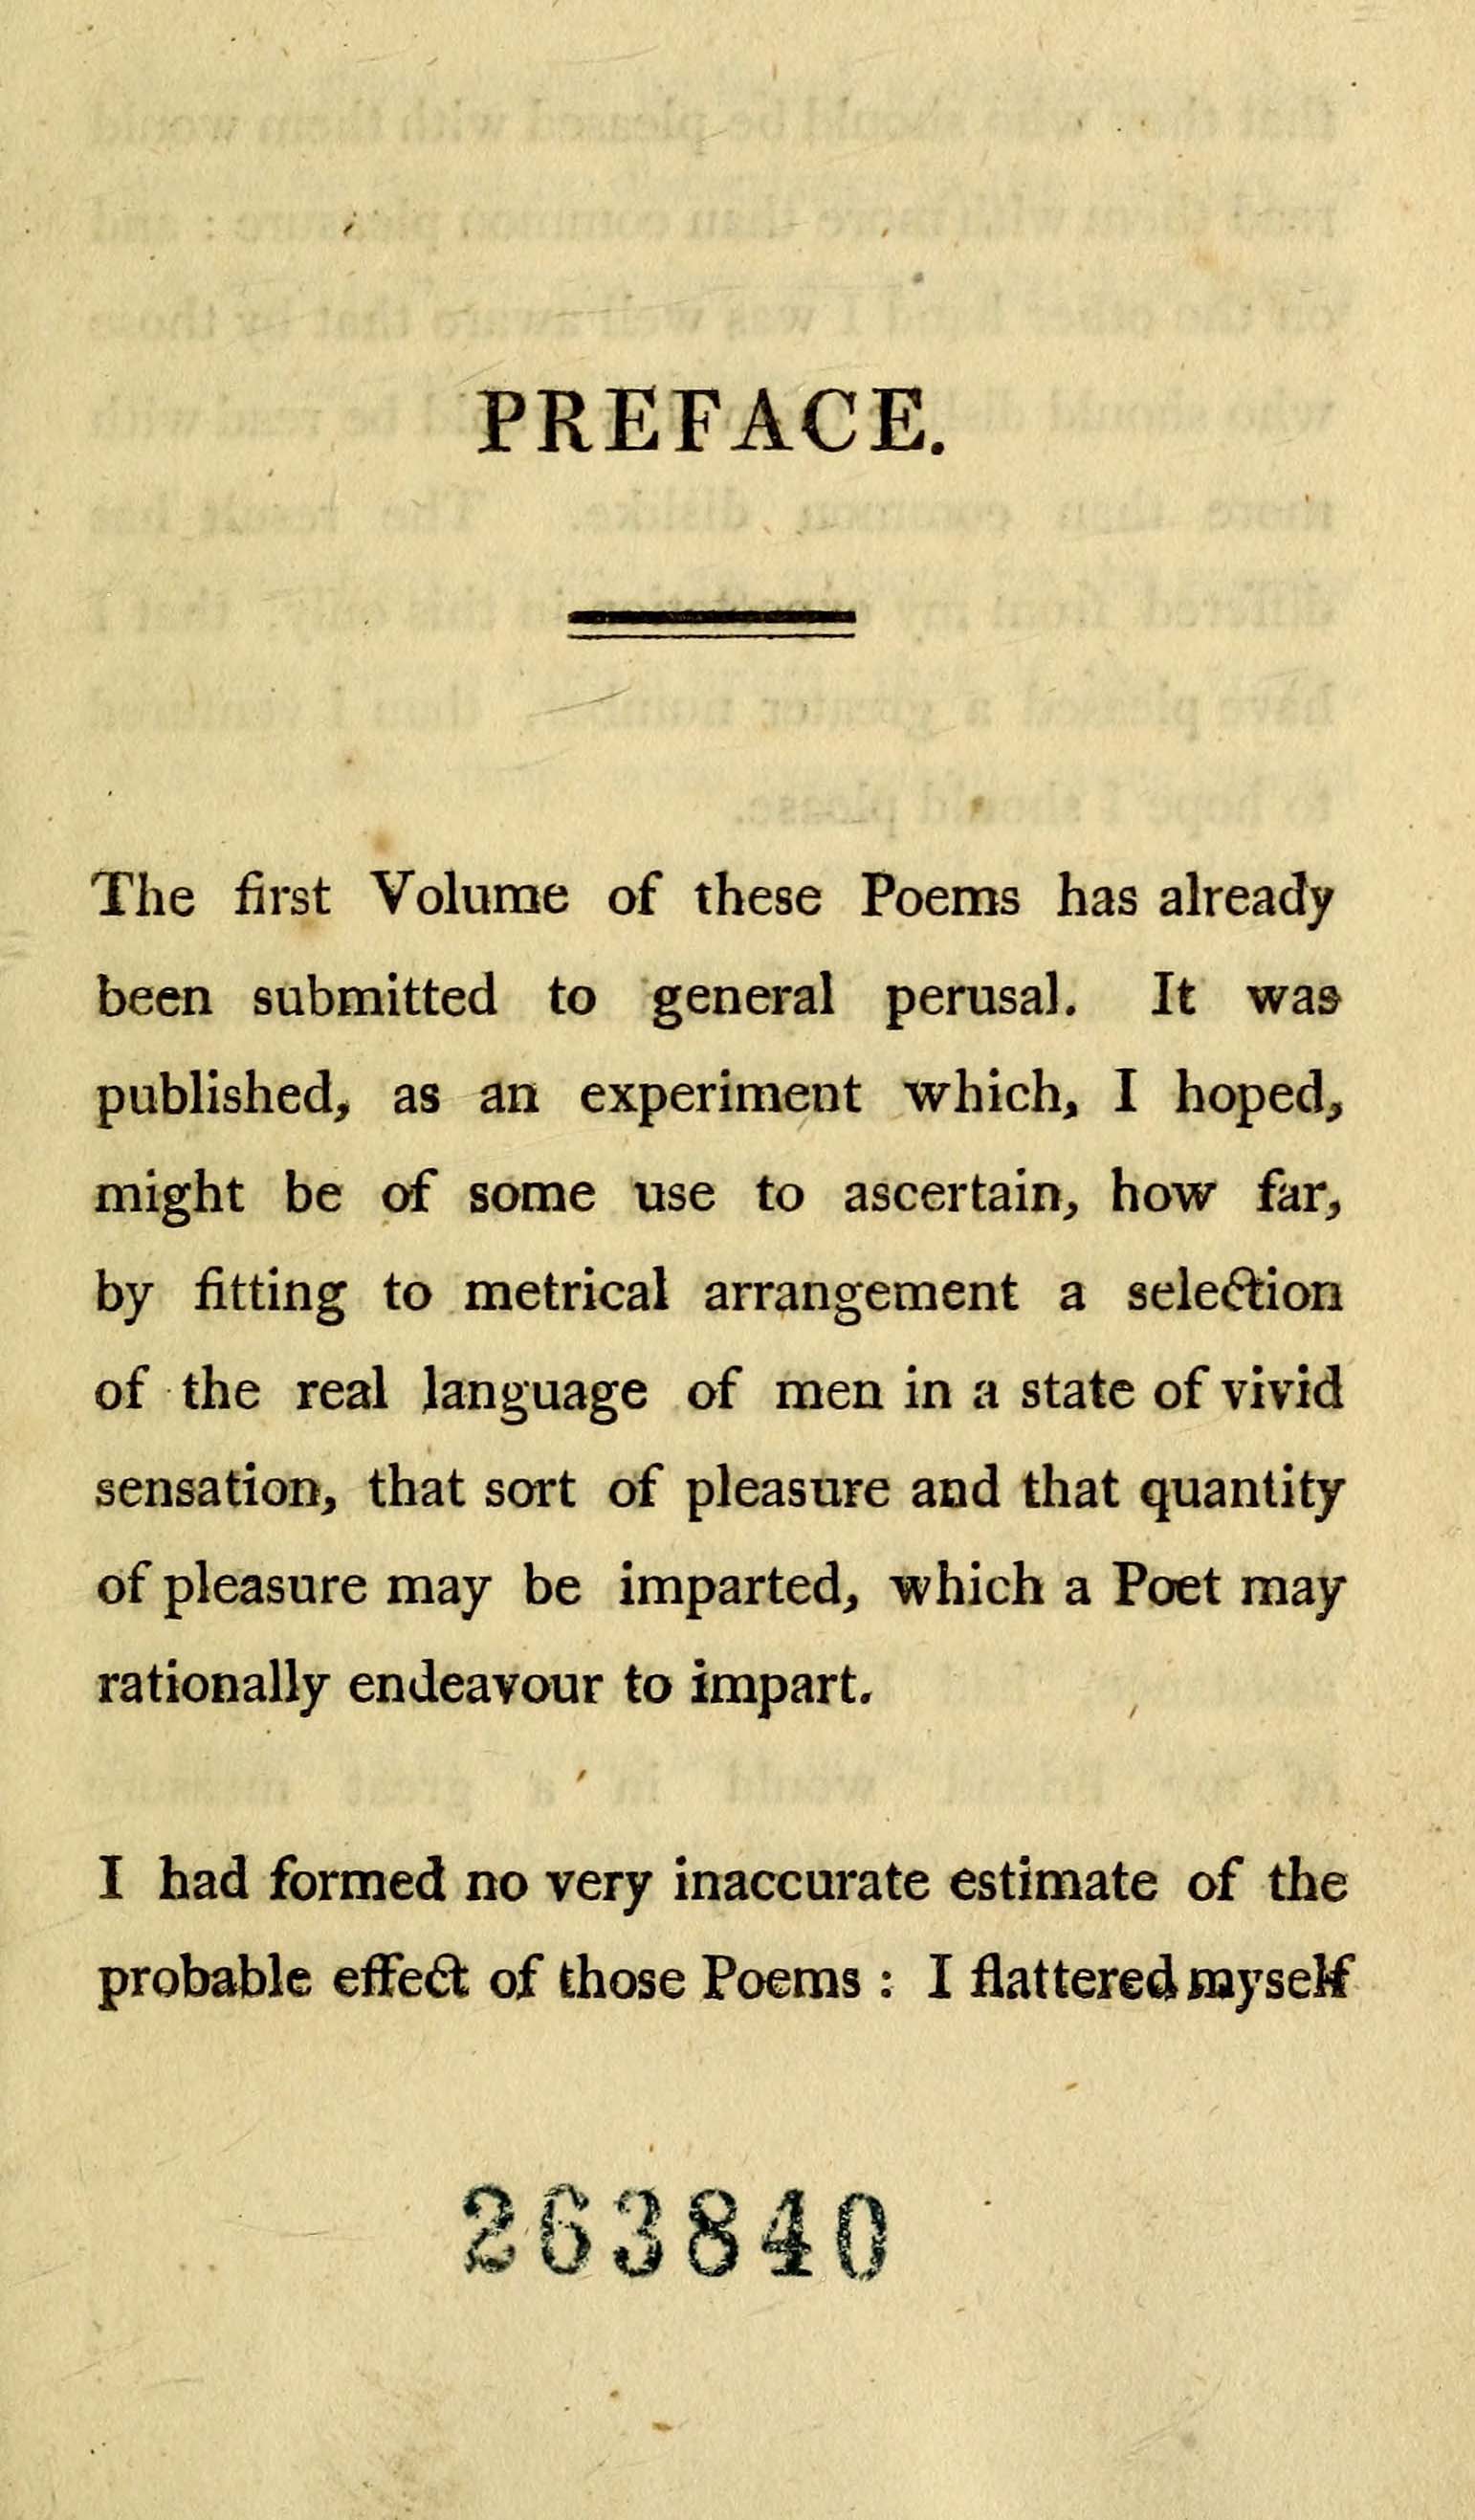 PREFACE.
The first Volume of these Poems has already
been submitted to general perusal. It was
published, as an experiment which, I hoped,
might be of some use to ascertain, how far,
by fitting to metrical arrangement a selection
of the real language of men in a state of vivid
sensation, that sort of pleasure and that quantity
of pleasure may be imparted, which a Poet may
rationally endeavour to impart.
I had formed no very inaccurate estimate of the
probable effect of those Poems : I flattered myself
263840